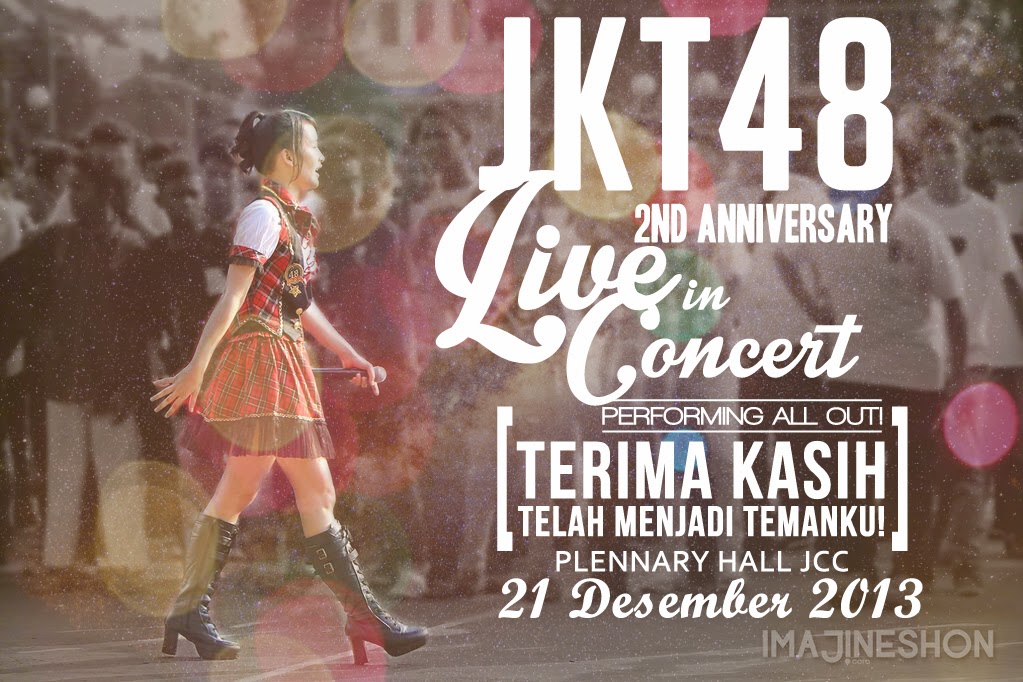 JKT48
2ND ANNIVERSARY
Live in
Concert
PERFORMING ALL OUT!
TERIMA KASIH
TELAH MENJADI TEMANKU!
PLENNARY HALL JCC
21 Desember 2013
IMAJINESHON
48